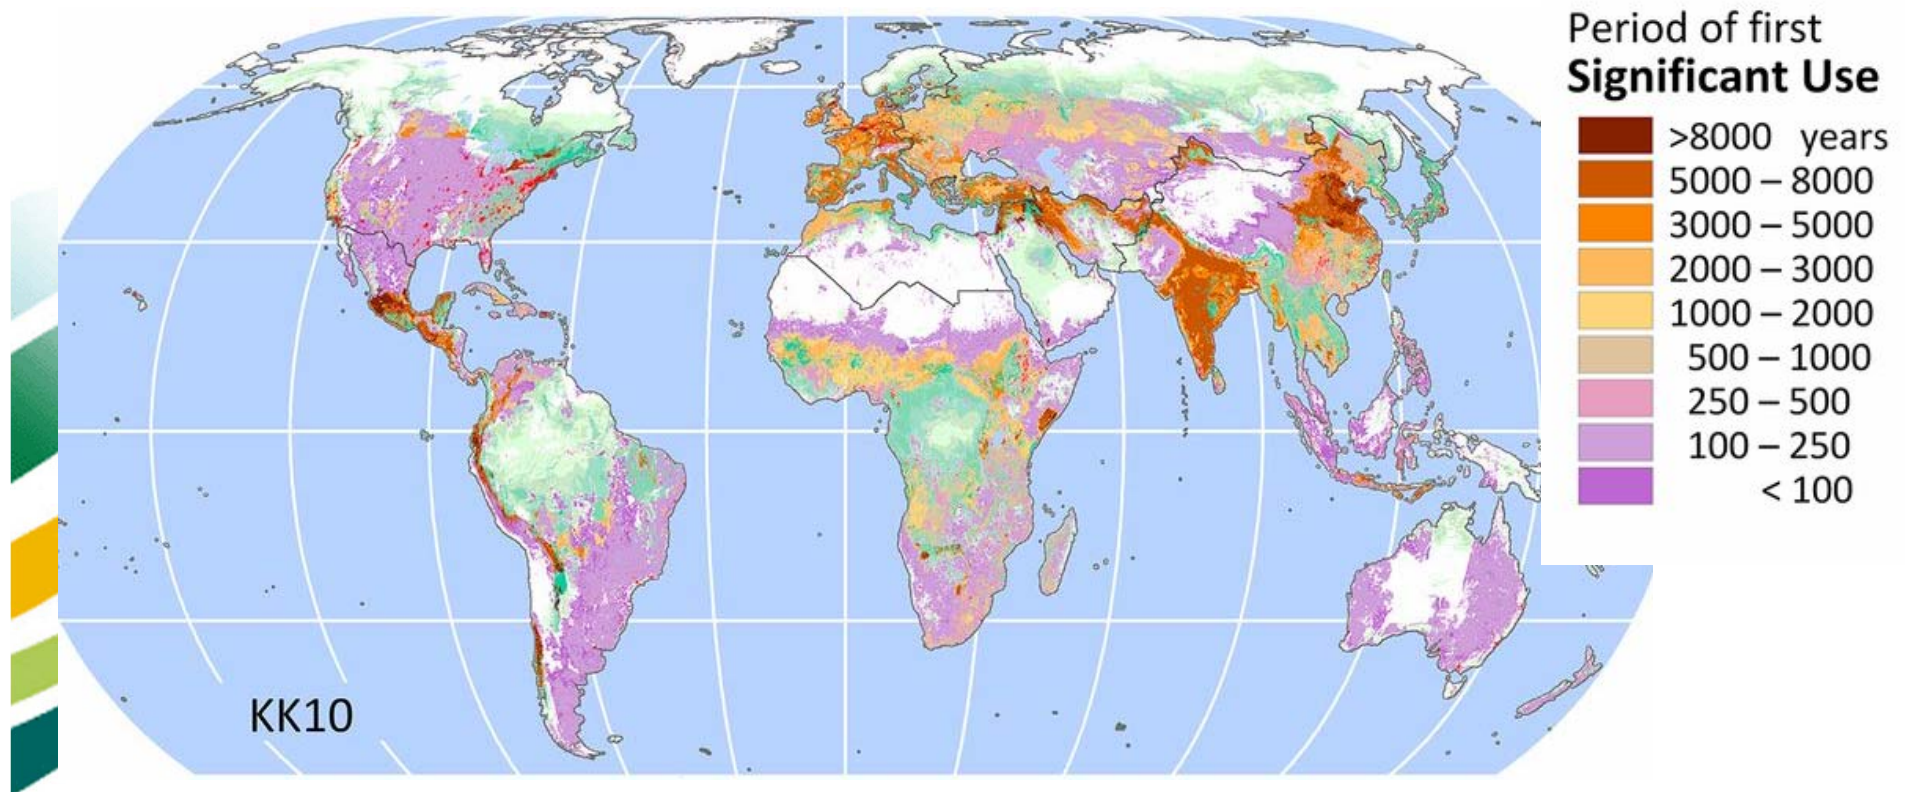 Period of first
Significant Use
>8000 years
5000 – 8000
3000 – 5000
2000 – 3000
1000 – 2000
500 – 1000
250 – 500
100 – 250
< 100
KK10